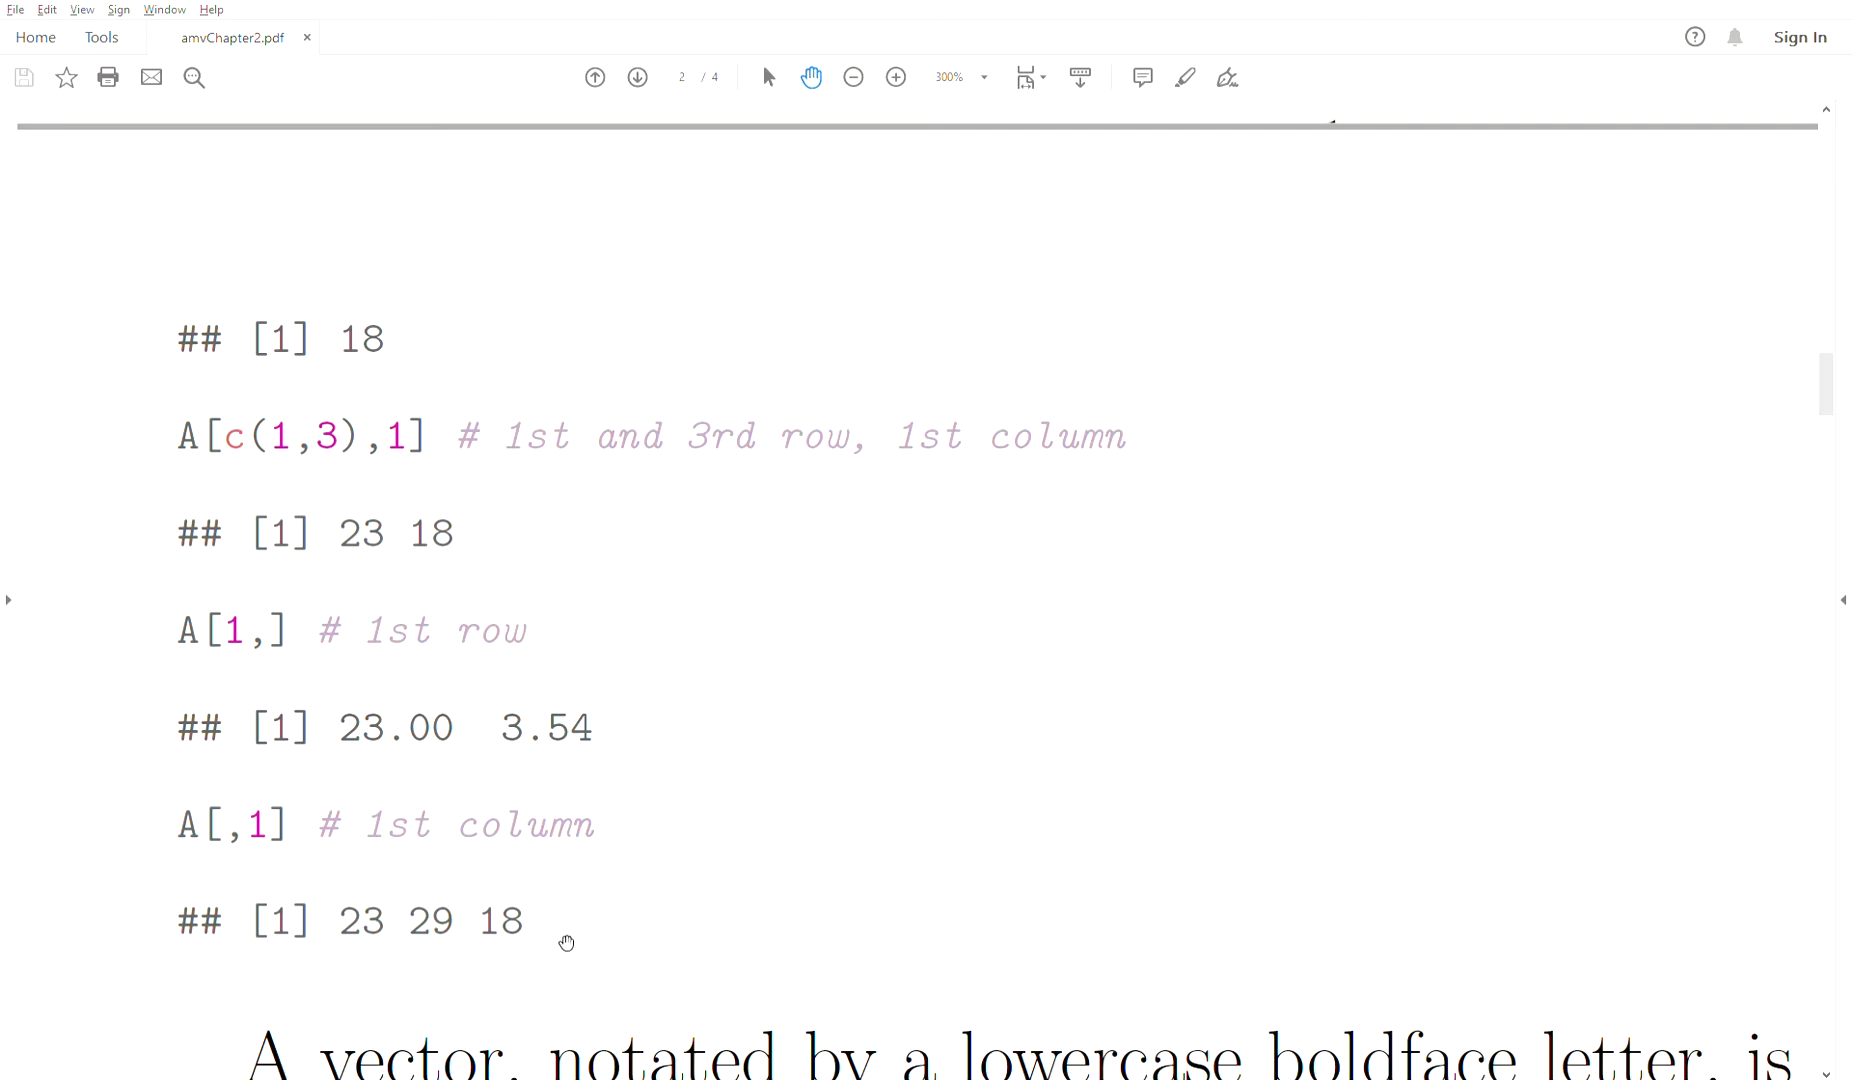 File Edit View Sign Window Help
Home Tools amvChapter2.pdf × ? Sign In
2 / 4 300%
## [1] 18
A[c(1,3),1] # 1st and 3rd row, 1st column
## [1] 23 18
A[1,] # 1st row
## [1] 23.00 3.54
A[,1] # 1st column
## [1] 23 29 18
A vector, notated by a lowercase boldface letter, is